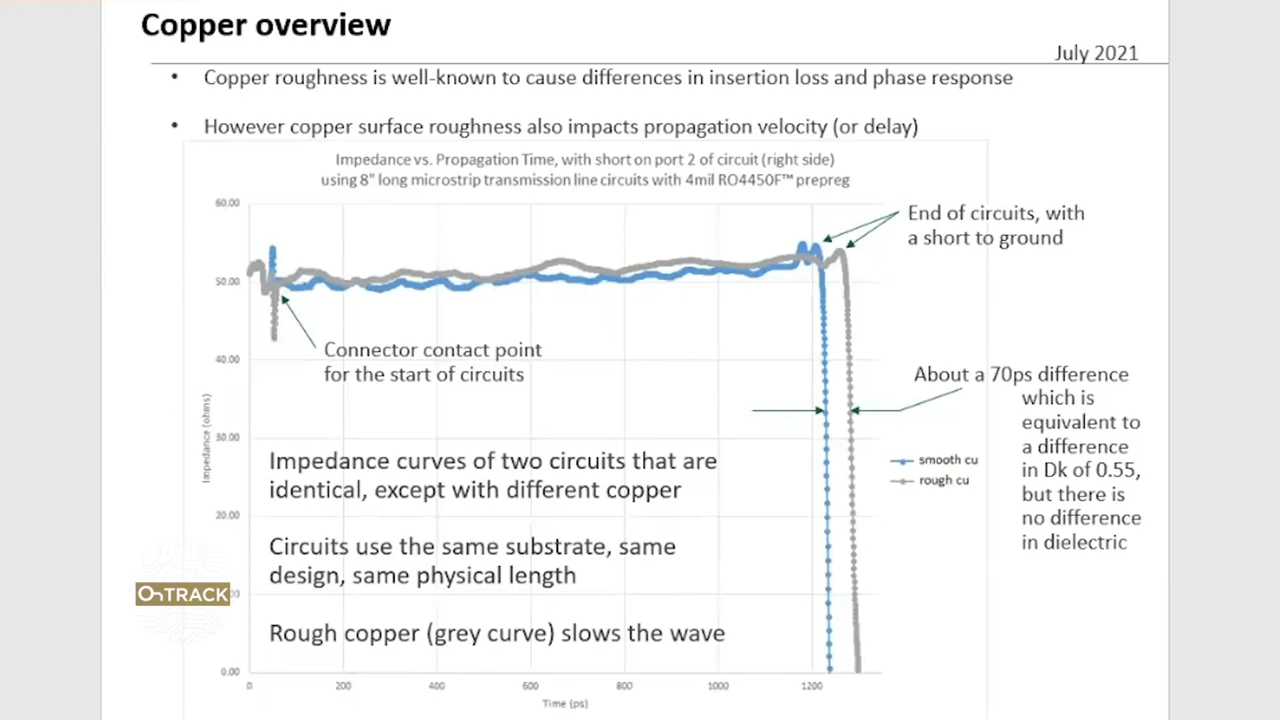 Copper overview
July 2021
• Copper roughness is well-known to cause differences in insertion loss and phase response
• However copper surface roughness also impacts propagation velocity (or delay)
Impedance vs. Propagation Time, with short on port 2 of circuit (right side)
using 8" long microstrip transmission line circuits with 4mil RO4450F™ prepreg
60.00
50.00
40.00
30.00
20.00
0.00
Impedance (ohms)
End of circuits, with
a short to ground
Connector contact point
for the start of circuits
About a 70ps difference
which is
equivalent to
a difference
in Dk of 0.55,
but there is
no difference
in dielectric
smooth cu
rough cu
Impedance curves of two circuits that are
identical, except with different copper
Circuits use the same substrate, same
design, same physical length
Rough copper (grey curve) slows the wave
OnTRACK
0 200 400 600 800 1000 1200
Time (ps)